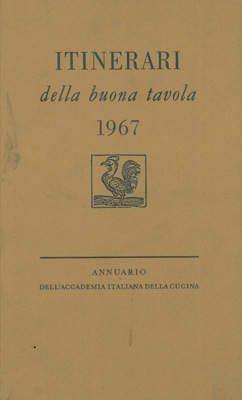 ITINERARI
della buona tavola
1967
ANNUARIO
DELL'ACCADEMIA ITALIANA DELLA CUCINA